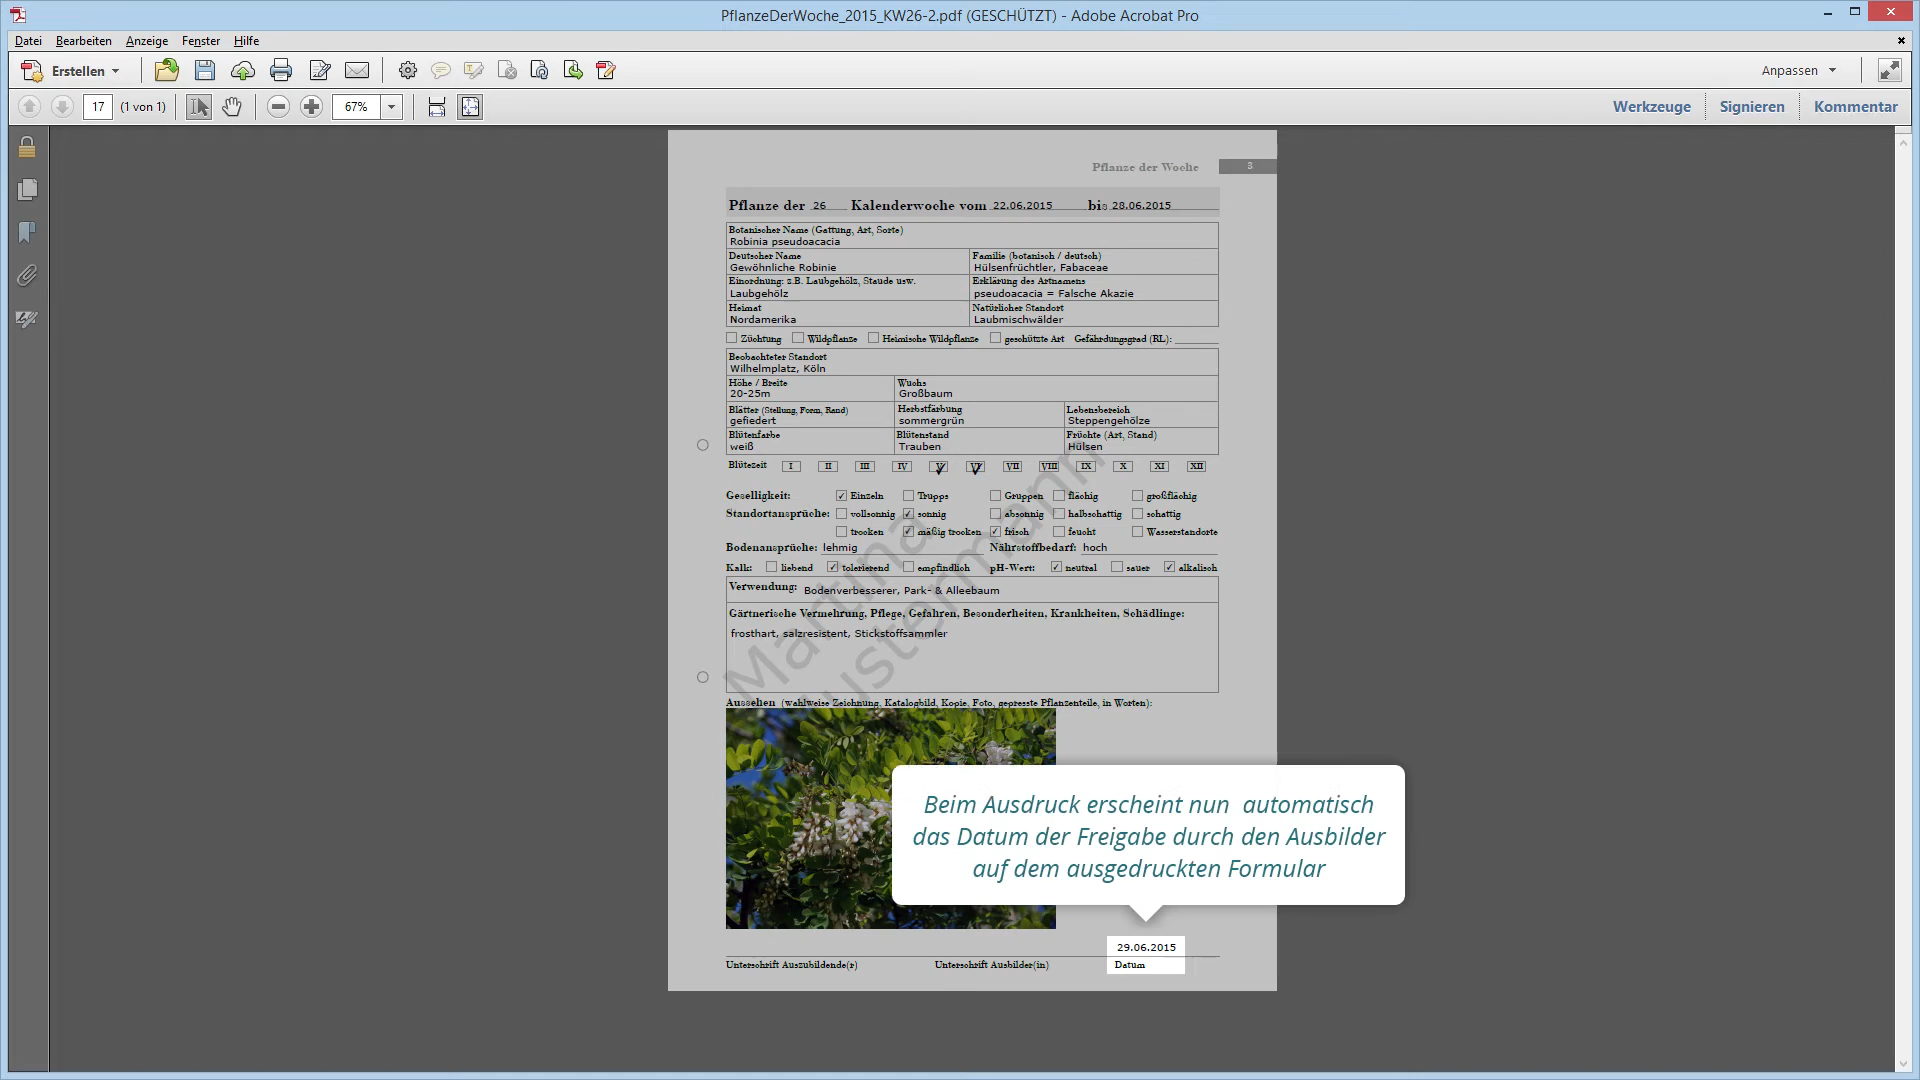 PflanzeDerWoche_2015_KW26-2.pdf (GESCHÜTZT) - Adobe Acrobat Pro
Datei Bearbeiten Anzeige Fenster Hilfe
Erstellen Anpassen
17 (1 von 1) 67% Werkzeuge Signieren Kommentar
Pflanze der Woche 3
Pflanze der 26 Kalenderwoche vom 22.06.2015 bis 28.06.2015
Botanischer Name (Gattung, Art, Sorte)
Robinia pseudoacacia
Deutscher Name Familie (botanisch / deutsch)
Gewöhnliche Robinie Hülsenfrüchtler, Fabaceae
Einordnung: z.B. Laubgehölz, Staude usw. Erklärung des Artnamens
Laubgehölz pseudoacacia = Falsche Akazie
Heimat Natürlicher Standort
Nordamerika Laubmischwälder
Züchtung Wildpflanze Heimische Wildpflanze geschützte Art Gefährdungsgrad (RL):
Beobachteter Standort
Wilhelmplatz, Köln
Höhe / Breite Wuchs
20-25m Großbaum
Blätter (Stellung, Form, Rand) Herbstfärbung Lebensbereich
gefiedert sommergrün Steppengehölze
Blütenfarbe Blütenstand Früchte (Art, Stand)
weiß Trauben Hülsen
Blütezeit I II III IV V VI VII VIII IX X XI XII
Geselligkeit: Einzeln Trupps Gruppen flächig großflächig
Standortansprüche: vollsonnig sonnig absonnig halbschattig schattig
trocken mäßig trocken frisch feucht Wasserstandorte
Bodenansprüche: lehmig Nährstoffbedarf: hoch
Kalk: liebend tolerierend empfindlich pH-Wert: neutral sauer alkalisch
Verwendung: Bodenverbesserer, Park- & Alleebaum
Gärtnerische Vermehrung, Pflege, Gefahren, Besonderheiten, Krankheiten, Schädlinge:
frosthart, salzresistent, Stickstoffsammler
Martina
Mustermann
Aussehen (wahlweise Zeichnung, Katalogbild, Kopie, Foto, gepresste Pflanzenteile, in Worten):
Beim Ausdruck erscheint nun automatisch
das Datum der Freigabe durch den Ausbilder
auf dem ausgedruckten Formular
29.06.2015
Unterschrift Auszubildende(r) Unterschrift Ausbilder(in) Datum